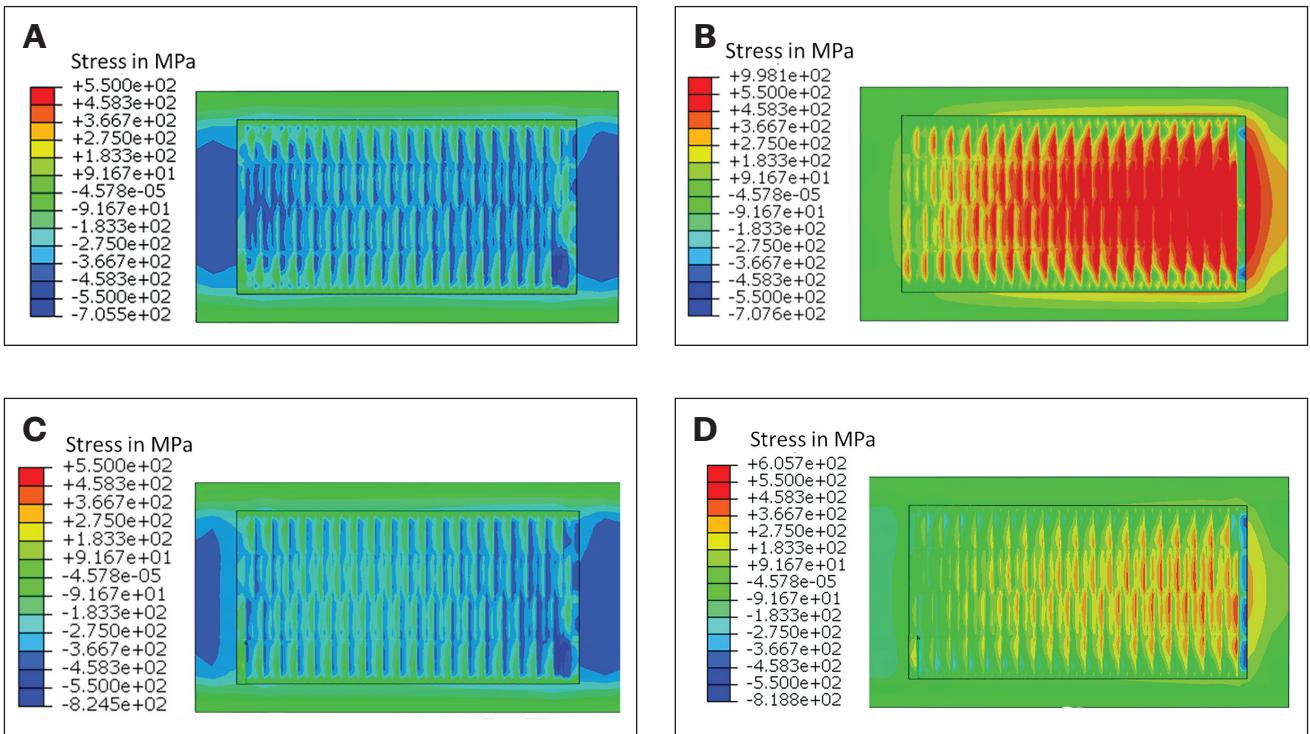 A
Stress in MPa
+5.500e+02
+4.583e+02
+3.667e+02
+2.750e+02
+1.833e+02
+9.167e+01
-4.578e-05
-9.167e+01
-1.833e+02
-2.750e+02
-3.667e+02
-4.583e+02
-5.500e+02
-7.055e+02
B
Stress in MPa
+9.981e+02
+5.500e+02
+4.583e+02
+3.667e+02
+2.750e+02
+1.833e+02
+9.167e+01
-4.578e-05
-9.167e+01
-1.833e+02
-2.750e+02
-3.667e+02
-4.583e+02
-5.500e+02
-7.076e+02
C
Stress in MPa
+5.500e+02
+4.583e+02
+3.667e+02
+2.750e+02
+1.833e+02
+9.167e+01
-4.578e-05
-9.167e+01
-1.833e+02
-2.750e+02
-3.667e+02
-4.583e+02
-5.500e+02
-8.245e+02
D
Stress in MPa
+6.057e+02
+5.500e+02
+4.583e+02
+3.667e+02
+2.750e+02
+1.833e+02
+9.167e+01
-4.578e-05
-9.167e+01
-1.833e+02
-2.750e+02
-3.667e+02
-4.583e+02
-5.500e+02
-8.188e+02